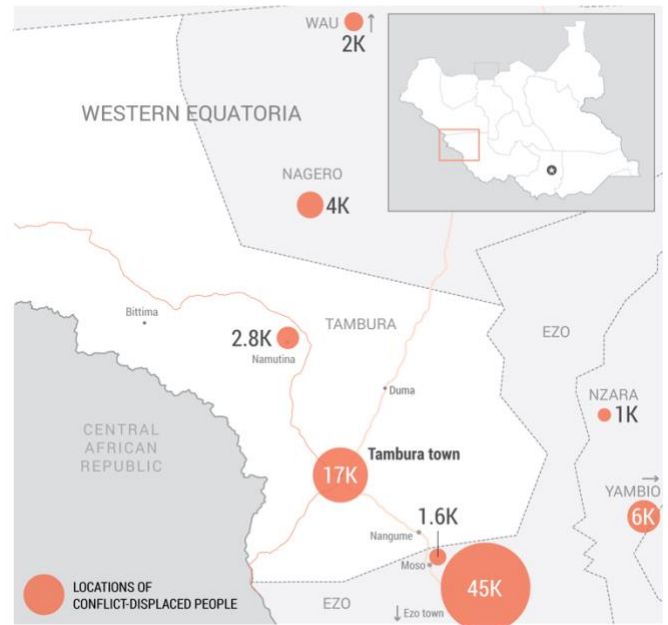 WAU
2K
WESTERN EQUATORIA
NAGERO
4K
Bittima
TAMBURA
2.8K
Namutina
EZO
Duma
NZARA
1K
CENTRAL
AFRICAN
REPUBLIC
Tambura town
17K
YAMBIO
6K
1.6K
Nangume
Moso
45K
LOCATIONS OF
CONFLICT-DISPLACED PEOPLE
EZO
Ezo town